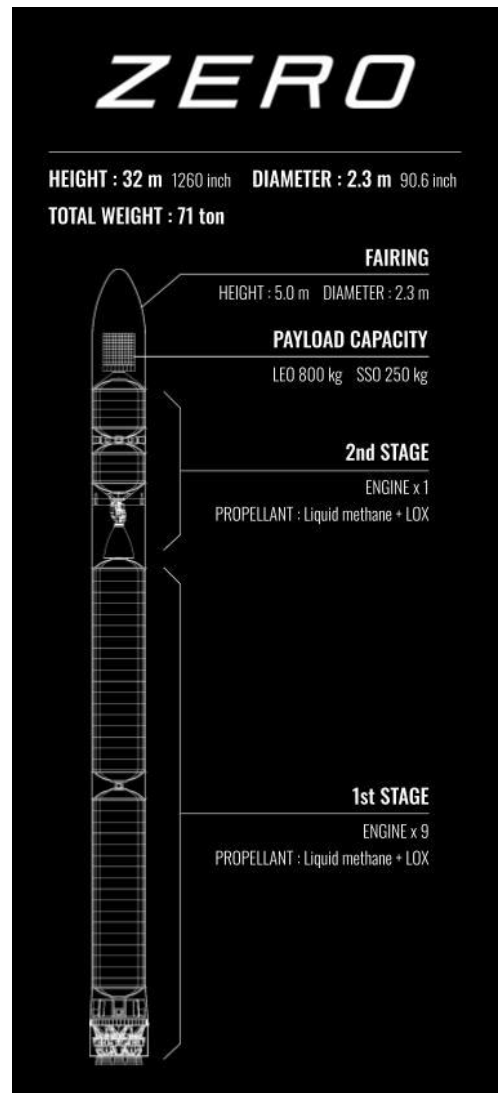 ZERO
HEIGHT : 32 m 1260 inch DIAMETER : 2.3 m 90.6 inch
TOTAL WEIGHT : 71 ton
FAIRING
HEIGHT : 5.0 m DIAMETER : 2.3 m
PAYLOAD CAPACITY
LEO 800 kg SSO 250 kg
2nd STAGE
ENGINE x 1
PROPELLANT : Liquid methane + LOX
1st STAGE
ENGINE x 9
PROPELLANT : Liquid methane + LOX